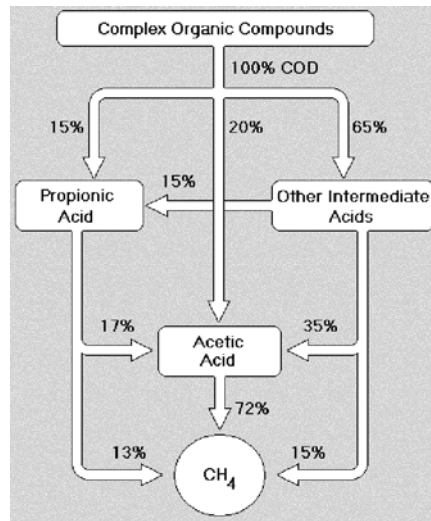 Complex Organic Compounds
100% COD
15%
20%
65%
Propionic
Acid
15%
Other Intermediate
Acids
17%
Acetic
Acid
35%
72%
13%
CH4
15%